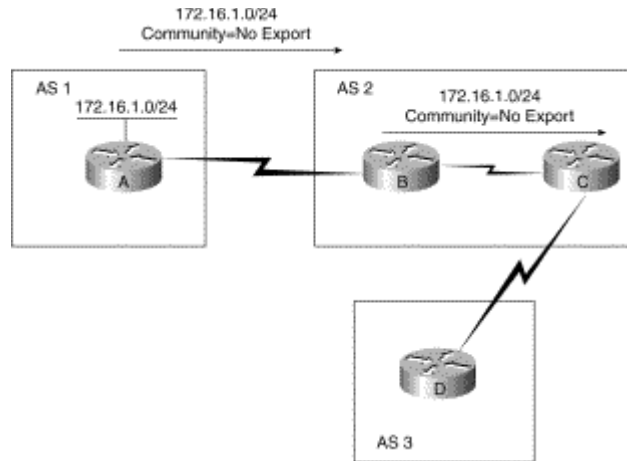 172.16.1.0/24
Community=No Export
AS 1
172.16.1.0/24
A
AS 2
172.16.1.0/24
Community=No Export
B
C
D
AS 3